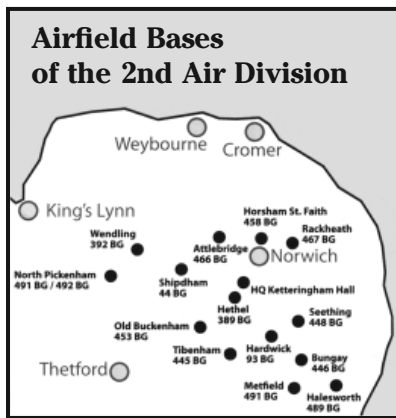 Airfield Bases
of the 2nd Air Division
Weybourne
Cromer
King's Lynn
Horsham St. Faith
458 BG
Rackheath
467 BG
Wendling
392 BG
Attlebridge
466 BG
Norwich
North Pickenham
491 BG / 492 BG
Shipdham
44 BG
HQ Ketteringham Hall
Hethel
389 BG
Seething
448 BG
Old Buckenham
453 BG
Hardwick
93 BG
Tibenham
445 BG
Bungay
446 BG
Thetford
Metfield
491 BG
Halesworth
489 BG